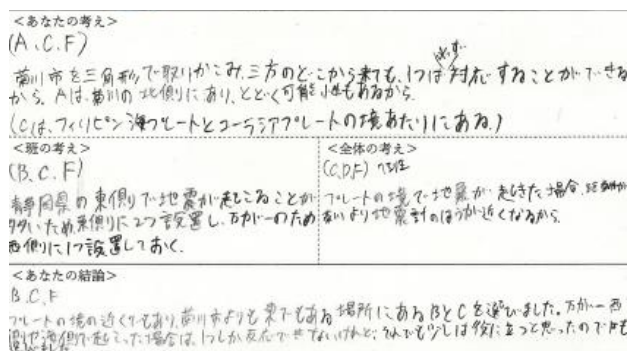 <あなたの考え>
(A.C.F)
菊川市を三角形で取りかこみ、三方のどこから来ても、1つは必ず対応することができる
から。Aは、菊川の北側にあり、とどく可能性もあるから。
(Cは、フィリピン海プレートとユーラシアプレートの境あたりにある。)
<班の考え>
(B.C.F)
静岡県の東側で地震が起こることが
多いため東側に2つ設置し、万が一のため
西側に1つ設置しておく。
<全体の考え>
(C.D.F)
プレートの境で地震が起きた場合、
より地震計のほうが近くなるから。
<あなたの結論>
B.C.F
プレートの境の近くでもあり、菊川市よりも東でもある場所にあるBとCを選びました。万が一西
側で起こった場合は、1つしか反応できないけれど、それでも少しは役に立つと思ったので